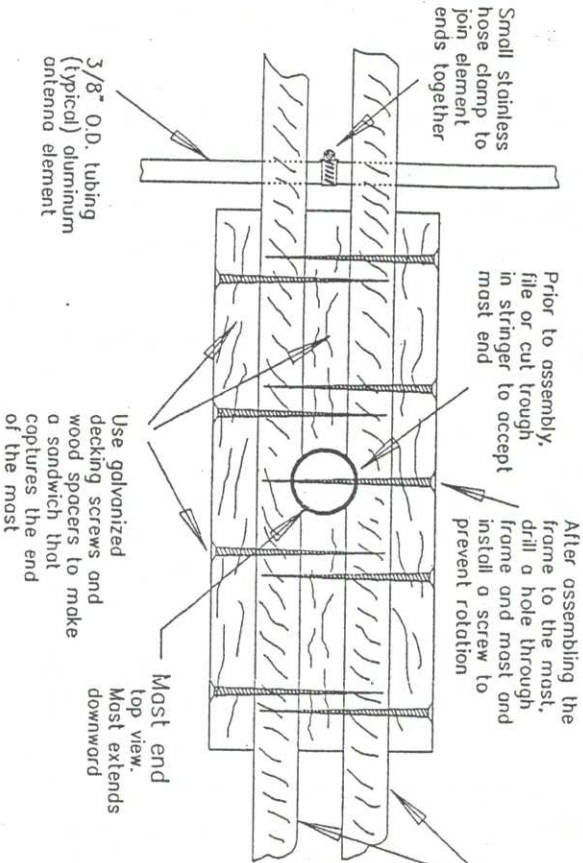 Small stainless
hose clamp to
join element
ends together
3/8" O.D. tubing
(typical) aluminum
antenna element
Prior to assembly,
file or cut trough
in stringer to accept
mast end
Use galvanized
decking screws and
wood spacers to make
a sandwich that
captures the end
of the mast
After assembling the
frame to the mast,
drill a hole through
frame and mast and
install a screw to
prevent rotation
Mast end
top view.
Mast extends
downward